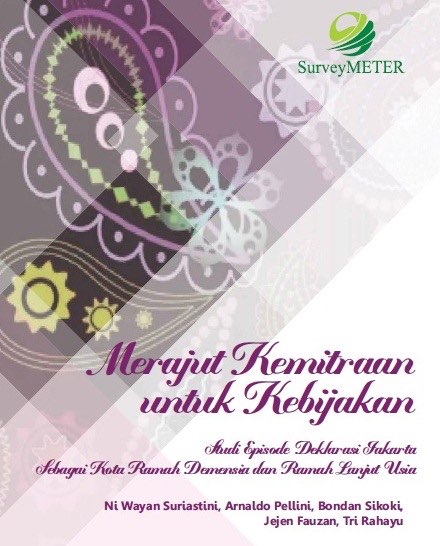 SurveyMETER
Merajut Kemitraan
untuk Kebijakan
Studi Episode Deklarasi Jakarta
Sebagai Kota Ramah Demensia dan Ramah Lanjut Usia
Ni Wayan Suriastini, Arnaldo Pellini, Bondan Sikoki,
Jejen Fauzan, Tri Rahayu